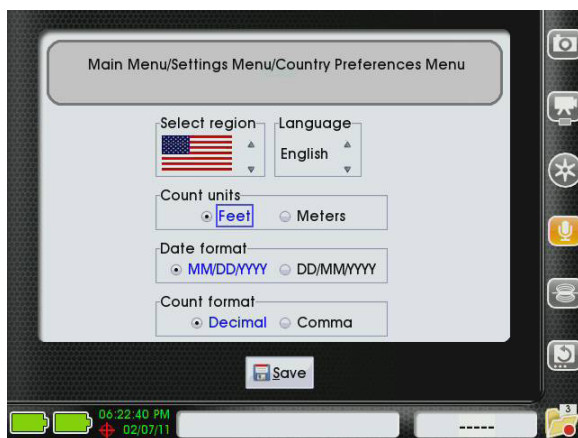 Main Menu/Settings Menu/Country Preferences Menu
Select region
Language
English
Count units
Feet
Meters
Date format
MM/DD/YYYY
DD/MM/YYYY
Count format
Decimal
Comma
Save
06:22:40 PM
02/07/11
-----
3